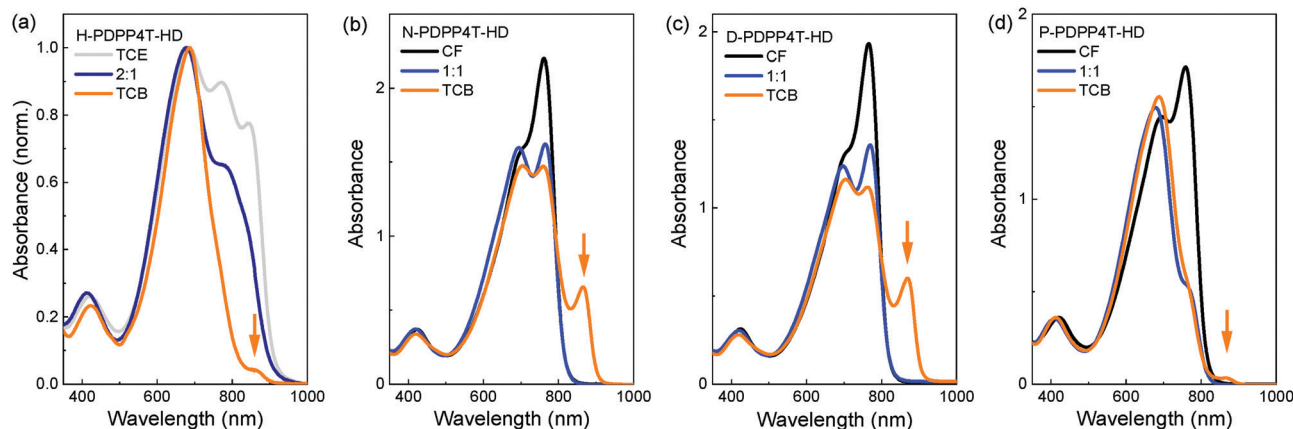 (a)
H-PDPP4T-HD
TCE
2:1
TCB
Absorbance (norm.)
1.0
0.8
0.6
0.4
0.2
0.0
400 600 800 1000
Wavelength (nm)
(b)
N-PDPP4T-HD
CF
1:1
TCB
Absorbance
2
1
0
400 600 800 1000
Wavelength (nm)
(c)
D-PDPP4T-HD
CF
1:1
TCB
Absorbance
2
1
0
400 600 800 1000
Wavelength (nm)
(d)
P-PDPP4T-HD
CF
1:1
TCB
Absorbance
2
1
0
400 600 800 1000
Wavelength (nm)